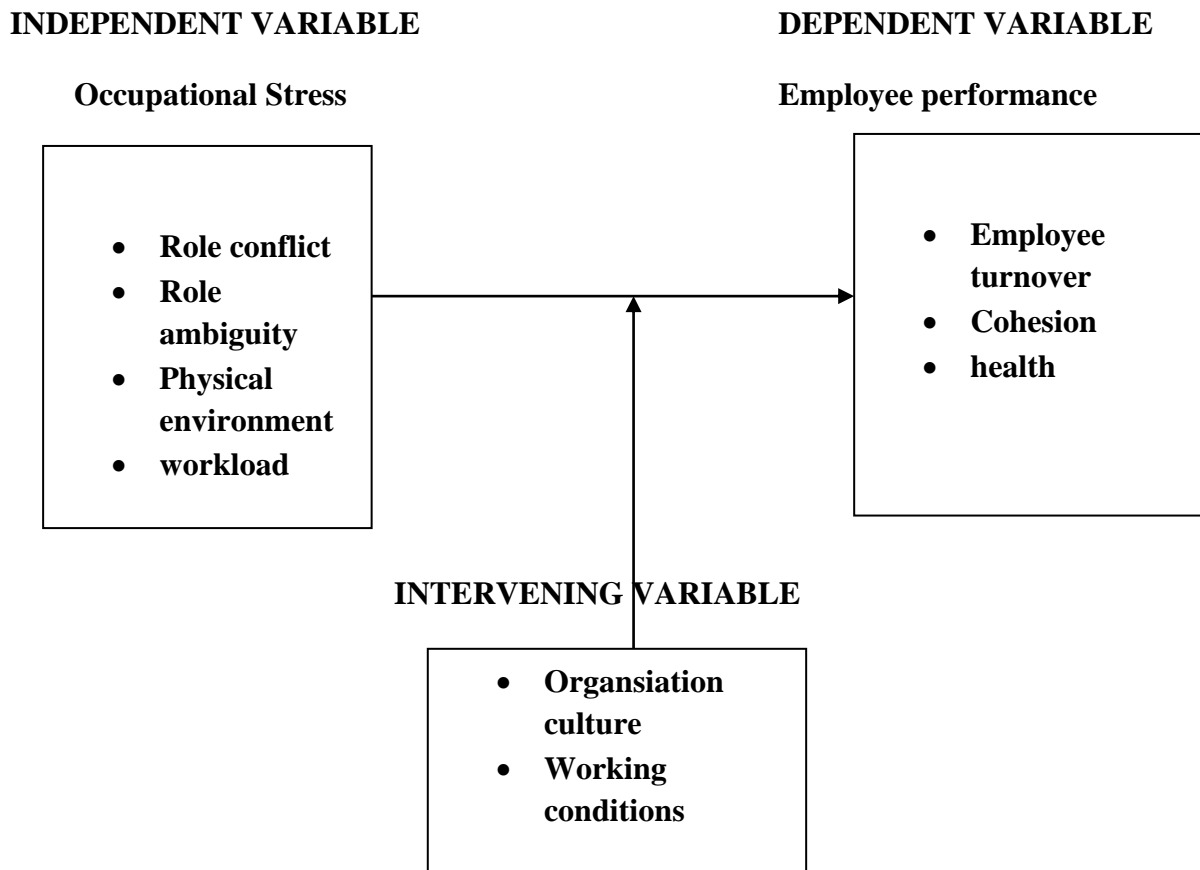 INDEPENDENT VARIABLE
DEPENDENT VARIABLE
Occupational Stress
Employee performance
• Role conflict
• Role
ambiguity
• Physical
environment
• workload
• Employee
turnover
• Cohesion
• health
INTERVENING VARIABLE
• Organsiation
culture
• Working
conditions